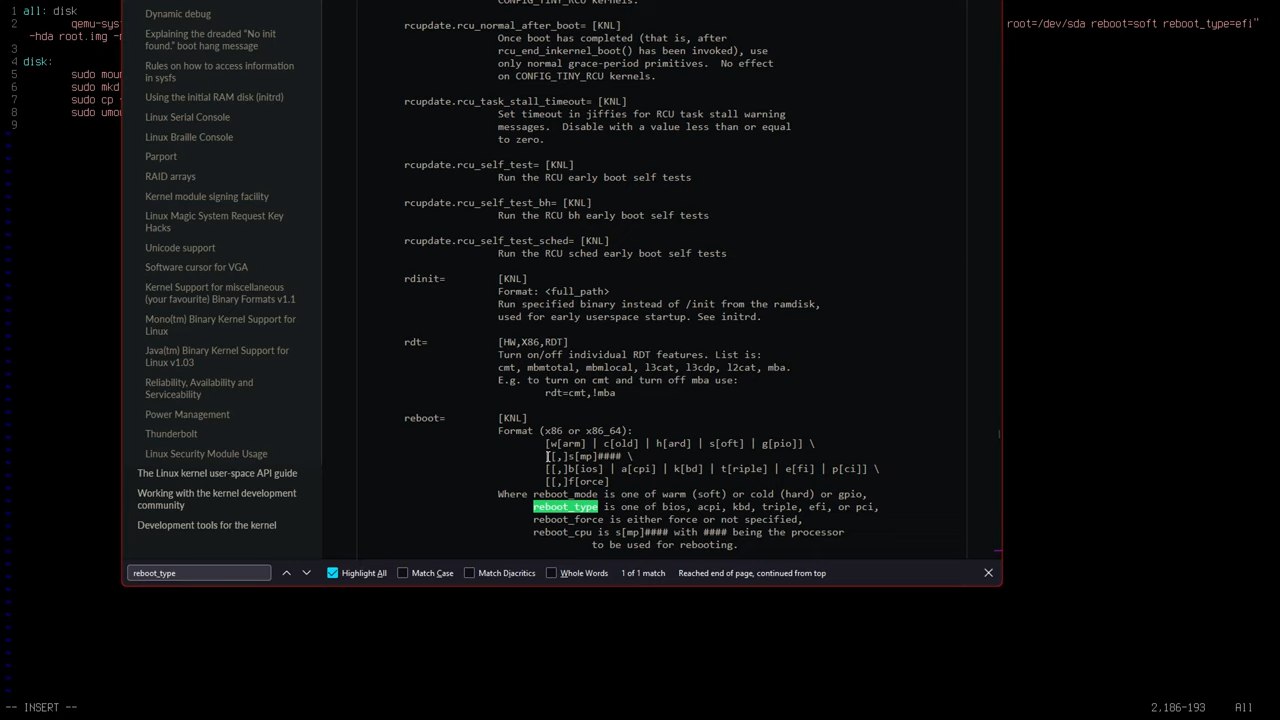 all: disk
qemu-sys
root=/dev/sda reboot=soft reboot_type=efi"
-hda root.img
disk:
sudo moun
sudo mkd
sudo cp
sudo umou
1
2
3
4
5
6
7
8
9
Dynamic debug
Explaining the dreaded “No init
found.” boot hang message
Rules on how to access information
in sysfs
Using the initial RAM disk (initrd)
Linux Serial Console
Linux Braille Console
Parport
RAID arrays
Kernel module signing facility
Linux Magic System Request Key
Hacks
Unicode support
Software cursor for VGA
Kernel Support for miscellaneous
(your favourite) Binary Formats v1.1
Mono(tm) Binary Kernel Support for
Linux
Java(tm) Binary Kernel Support for
Linux v1.03
Reliability, Availability and
Serviceability
Power Management
Thunderbolt
Linux Security Module Usage
The Linux kernel user-space API guide
Working with the kernel development
community
Development tools for the kernel
on CONFIG_TINY_RCU kernels.
rcupdate.rcu_normal_after_boot= [KNL]
Once boot has completed (that is, after
rcu_end_inkernel_boot() has been invoked), use
only normal grace-period primitives.  No effect
on CONFIG_TINY_RCU kernels.
rcupdate.rcu_task_stall_timeout= [KNL]
Set timeout in jiffies for RCU task stall warning
messages.  Disable with a value less than or equal
to zero.
rcupdate.rcu_self_test= [KNL]
Run the RCU early boot self tests
rcupdate.rcu_self_test_bh= [KNL]
Run the RCU bh early boot self tests
rcupdate.rcu_self_test_sched= [KNL]
Run the RCU sched early boot self tests
rdinit= [KNL]
Format: <full_path>
Run specified binary instead of /init from the ramdisk,
used for early userspace startup. See initrd.
rdt= [HW,X86,RDT]
Turn on/off individual RDT features. List is:
cmt, mbmtotal, mbmlocal, l3cat, l3cdp, l2cat, mba.
E.g. to turn on cmt and turn off mba use:
rdt=cmt,!mba
reboot= [KNL]
Format (x86 or x86_64):
[w[arm] | c[old] | h[ard] | s[oft] | g[pio]] \
[[,]s[mp]#### \
[[,]b[ios] | a[cpi] | k[bd] | t[riple] | e[fi] | p[ci]] \
[[,]f[orce]
Where reboot_mode is one of warm (soft) or cold (hard) or gpio,
reboot_type is one of bios, acpi, kbd, triple, efi, or pci,
reboot_force is either force or not specified,
reboot_cpu is s[mp]#### with #### being the processor
to be used for rebooting.
reboot_type Highlight All Match Case Match Diacritics Whole Words 1 of 1 match Reached end of page, continued from top
-- INSERT -- 2,186-193 All